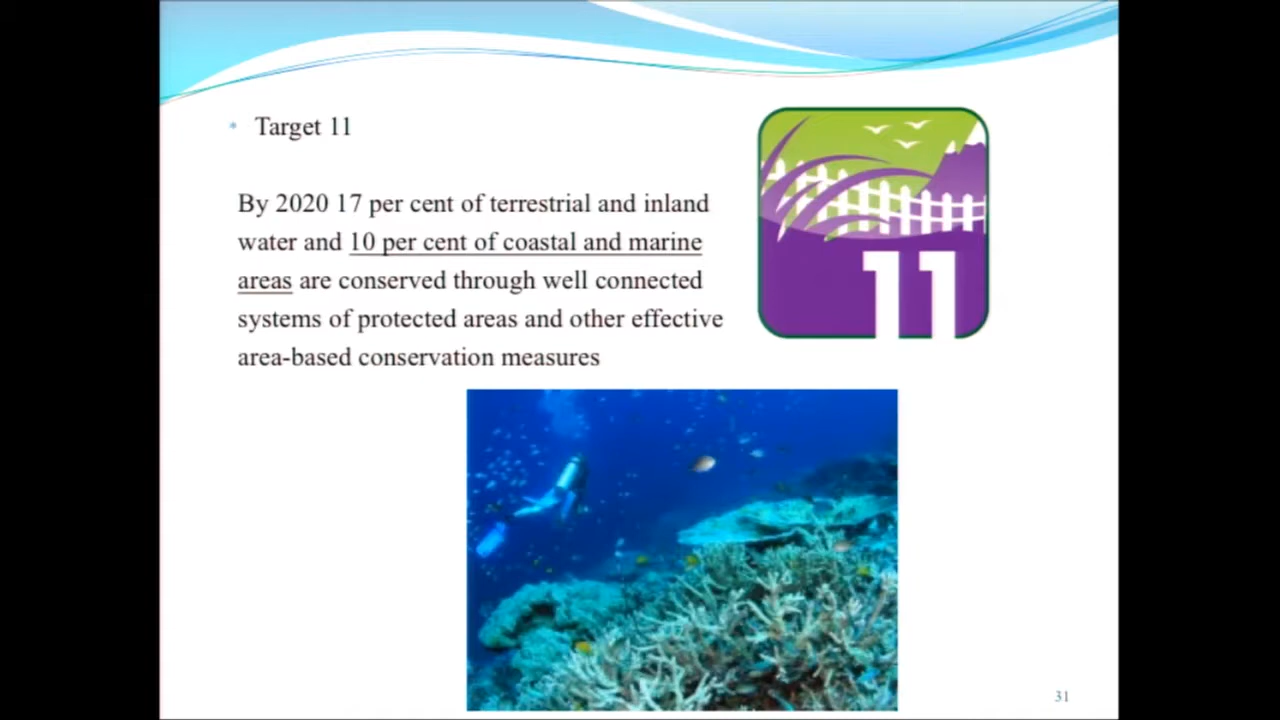 Target 11
By 2020 17 per cent of terrestrial and inland
water and 10 per cent of coastal and marine
areas are conserved through well connected
systems of protected areas and other effective
area-based conservation measures
11
31